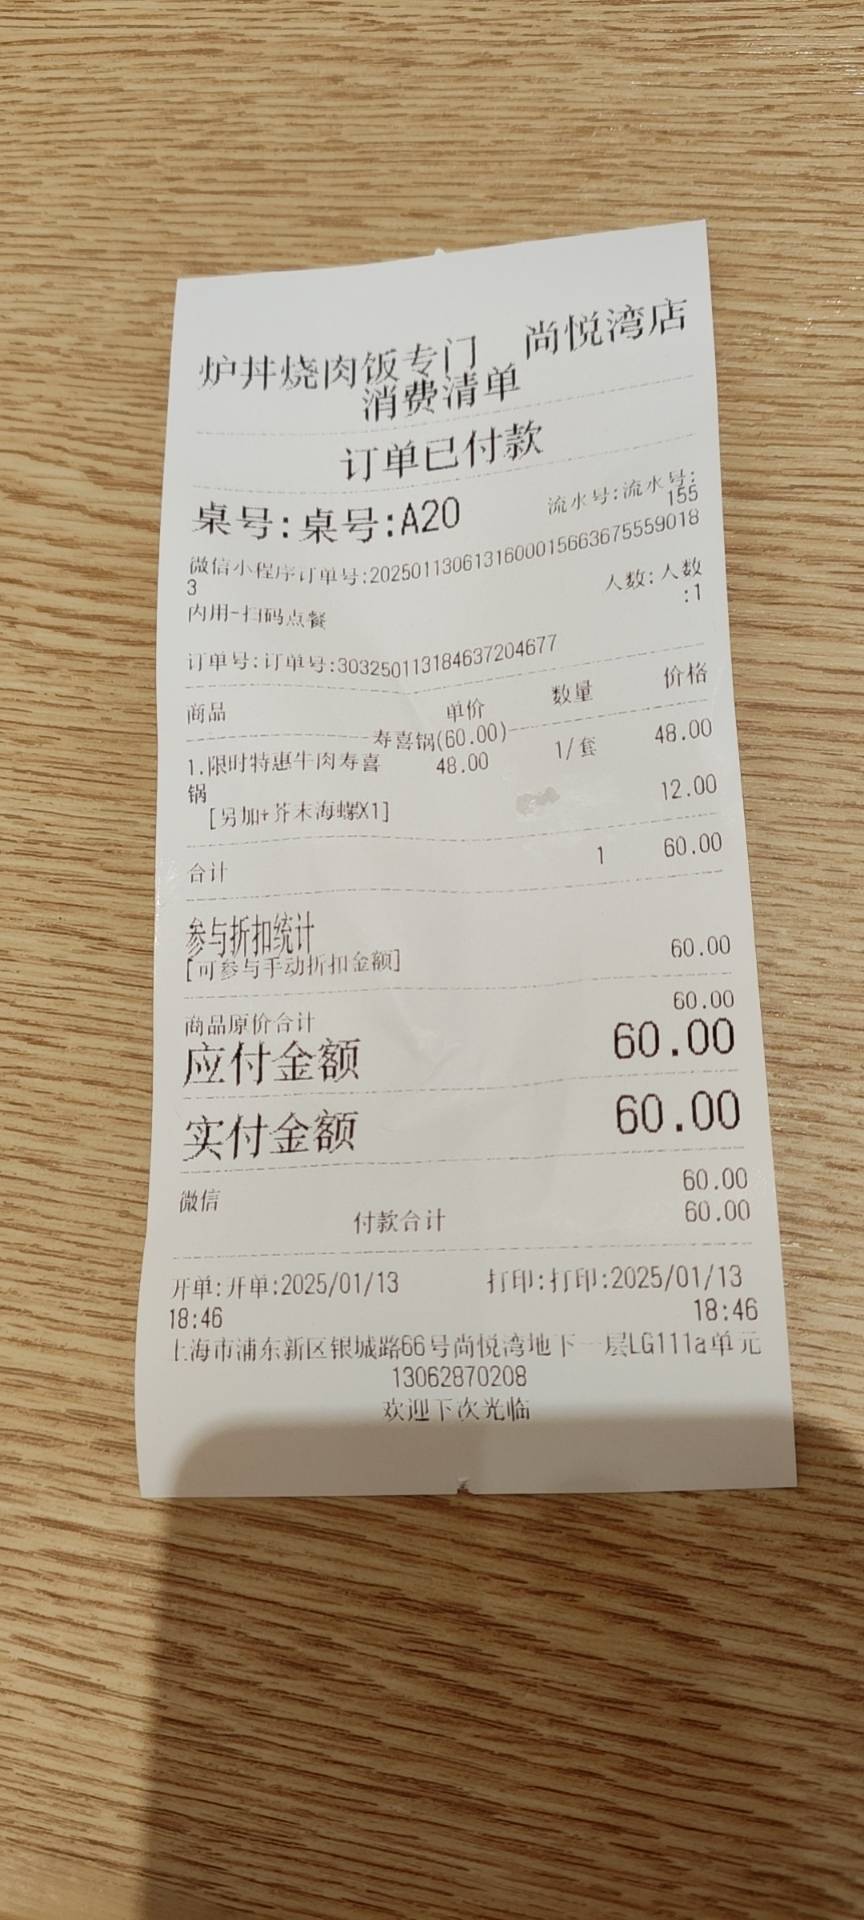 炉丼烧肉饭专门 尚悦湾店
消费清单
订单已付款
桌号:桌号:A20 流水号:流水号:
155
微信小程序订单号:2025011306131600015663675559018
3
内用-扫码点餐 人数:人数
:1
订单号:订单号:303250113184637204677
商品 单价 数量 价格
寿喜锅(60.00)
1.限时特惠牛肉寿喜 48.00 1/套 48.00
锅
[另加+芥末海螺X1] 12.00
合计 1 60.00
参与折扣统计
[可参与手动折扣金额] 60.00
商品原价合计 60.00
应付金额 60.00
实付金额 60.00
微信 60.00
付款合计 60.00
开单:开单:2025/01/13 打印:打印:2025/01/13
18:46 18:46
上海市浦东新区银城路66号尚悦湾地下一层LG111a单元
13062870208
欢迎下次光临